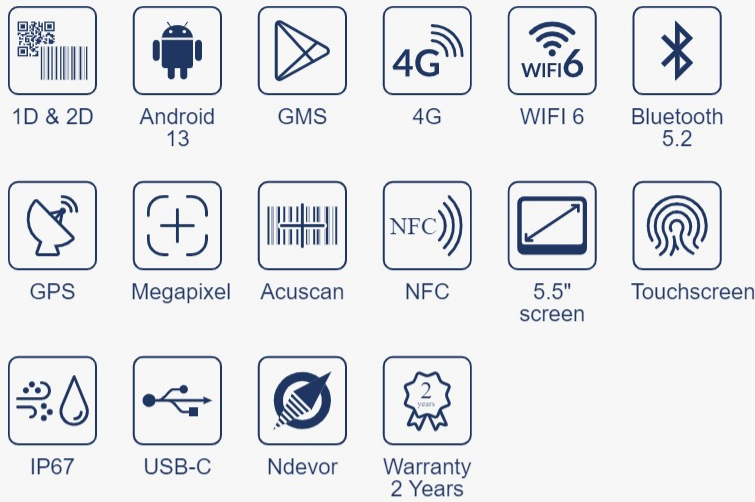 4G
WIFI6
1D & 2D
Android
13
GMS
4G
WIFI 6
Bluetooth
5.2
NFC
GPS
Megapixel
Acuscan
NFC
5.5"
screen
Touchscreen
2
years
IP67
USB-C
Ndevor
Warranty
2 Years